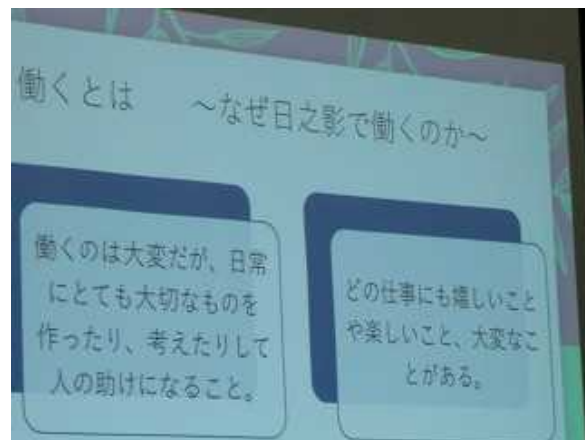 働くとは　～なぜ日之影で働くのか～
働くのは大変だが、日常
にとても大切なものを
作ったり、考えたりして
人の助けになること。
どの仕事にも嬉しいこと
や楽しいこと、大変なこ
とがある。